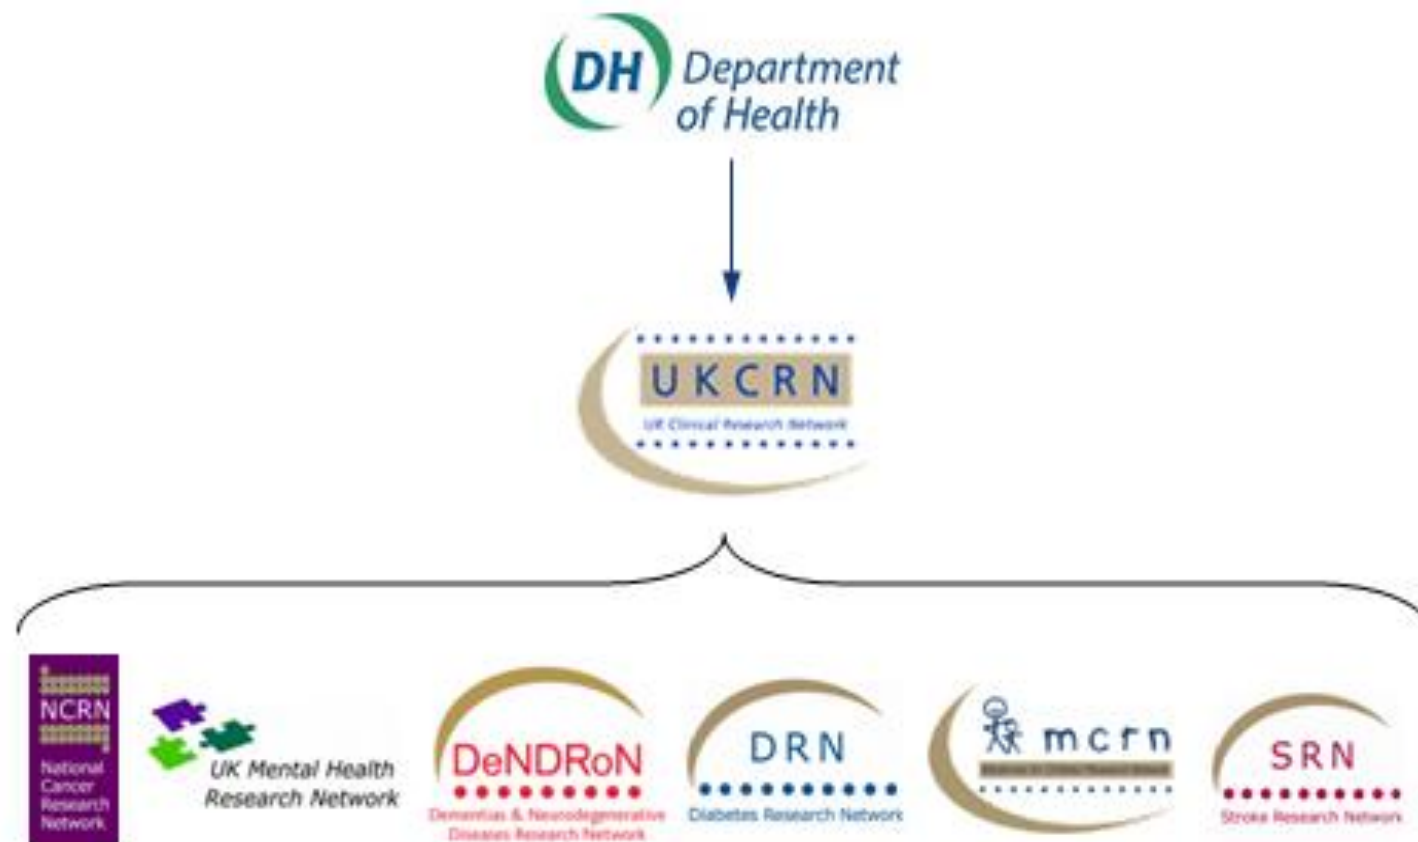 DH Department
of Health
UKCRN
UK Clinical Research Network
NCRN
National
Cancer
Research
Network
UK Mental Health
Research Network
DeNDRoN
Dementias & Neurodegenerative
Diseases Research Network
DRN
Diabetes Research Network
mcrn
SRN
Stroke Research Network